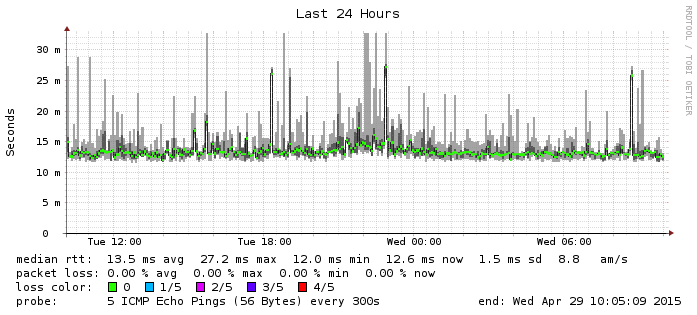 Last 24 Hours
RRDTOOL / TOBI OETIKER
Seconds
30 m
25 m
20 m
15 m
10 m
5 m
0
Tue 12:00 Tue 18:00 Wed 00:00 Wed 06:00
median rtt: 13.5 ms avg 27.2 ms max 12.0 ms min 12.6 ms now 1.5 ms sd 8.8 am/s
packet loss: 0.00 % avg 0.00 % max 0.00 % min 0.00 % now
loss color: 0 1/5 2/5 3/5 4/5
probe: 5 ICMP Echo Pings (56 Bytes) every 300s end: Wed Apr 29 10:05:09 2015